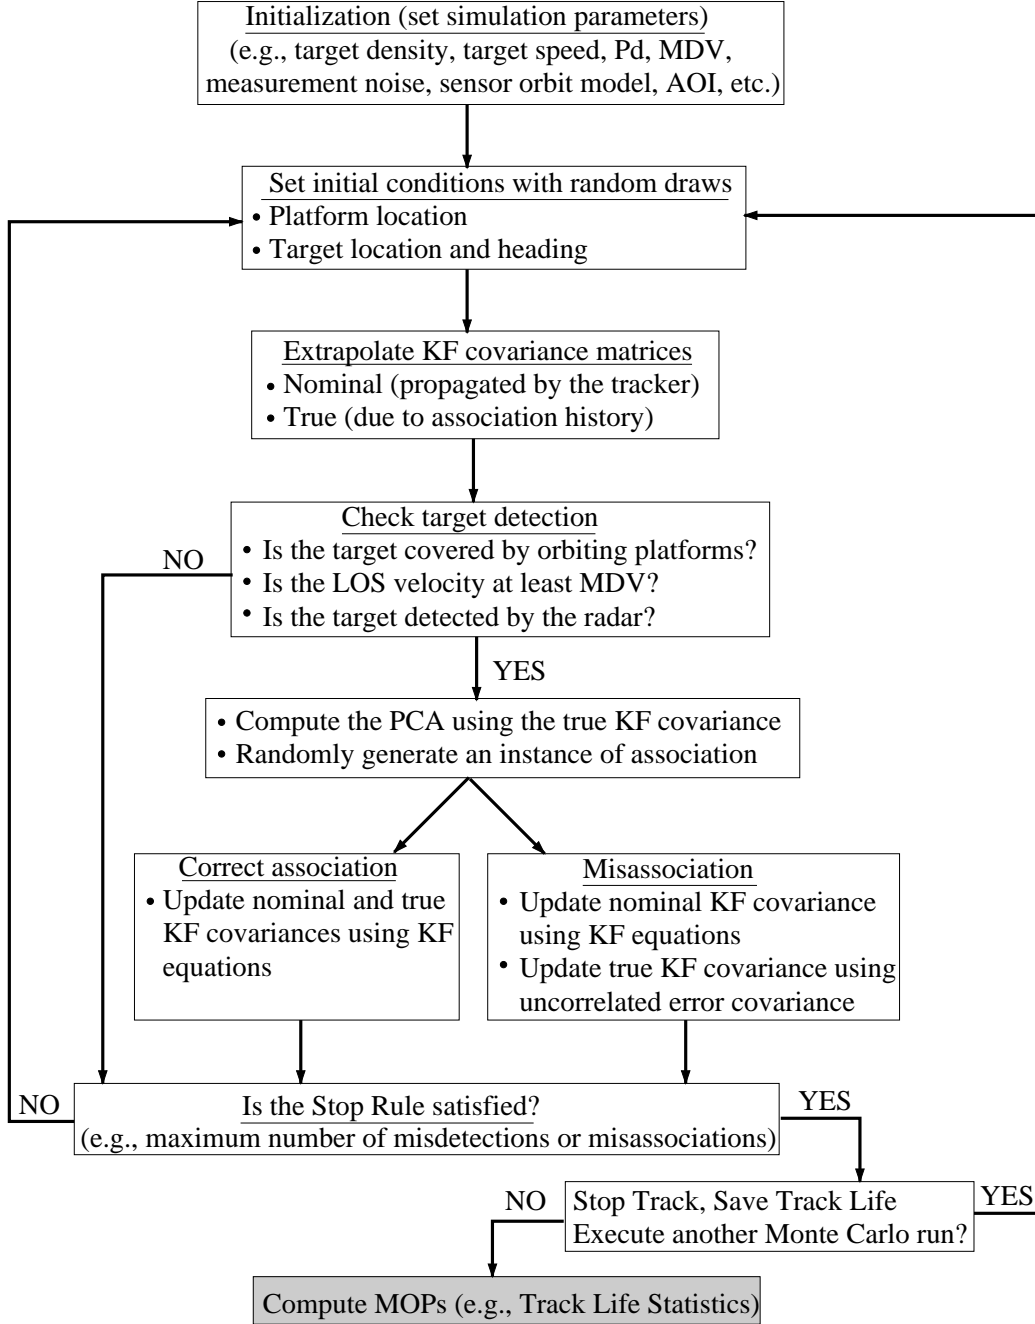 Initialization (set simulation parameters)
(e.g., target density, target speed, Pd, MDV,
measurement noise, sensor orbit model, AOI, etc.)
Set initial conditions with random draws
• Platform location
• Target location and heading
Extrapolate KF covariance matrices
• Nominal (propagated by the tracker)
• True (due to association history)
Check target detection
• Is the target covered by orbiting platforms?
• Is the LOS velocity at least MDV?
• Is the target detected by the radar?
NO
YES
• Compute the PCA using the true KF covariance
• Randomly generate an instance of association
Correct association
• Update nominal and true
KF covariances using KF
equations
Misassociation
• Update nominal KF covariance
using KF equations
• Update true KF covariance using
uncorrelated error covariance
NO
Is the Stop Rule satisfied?
(e.g., maximum number of misdetections or misassociations)
YES
NO
Stop Track, Save Track Life
Execute another Monte Carlo run?
YES
Compute MOPs (e.g., Track Life Statistics)